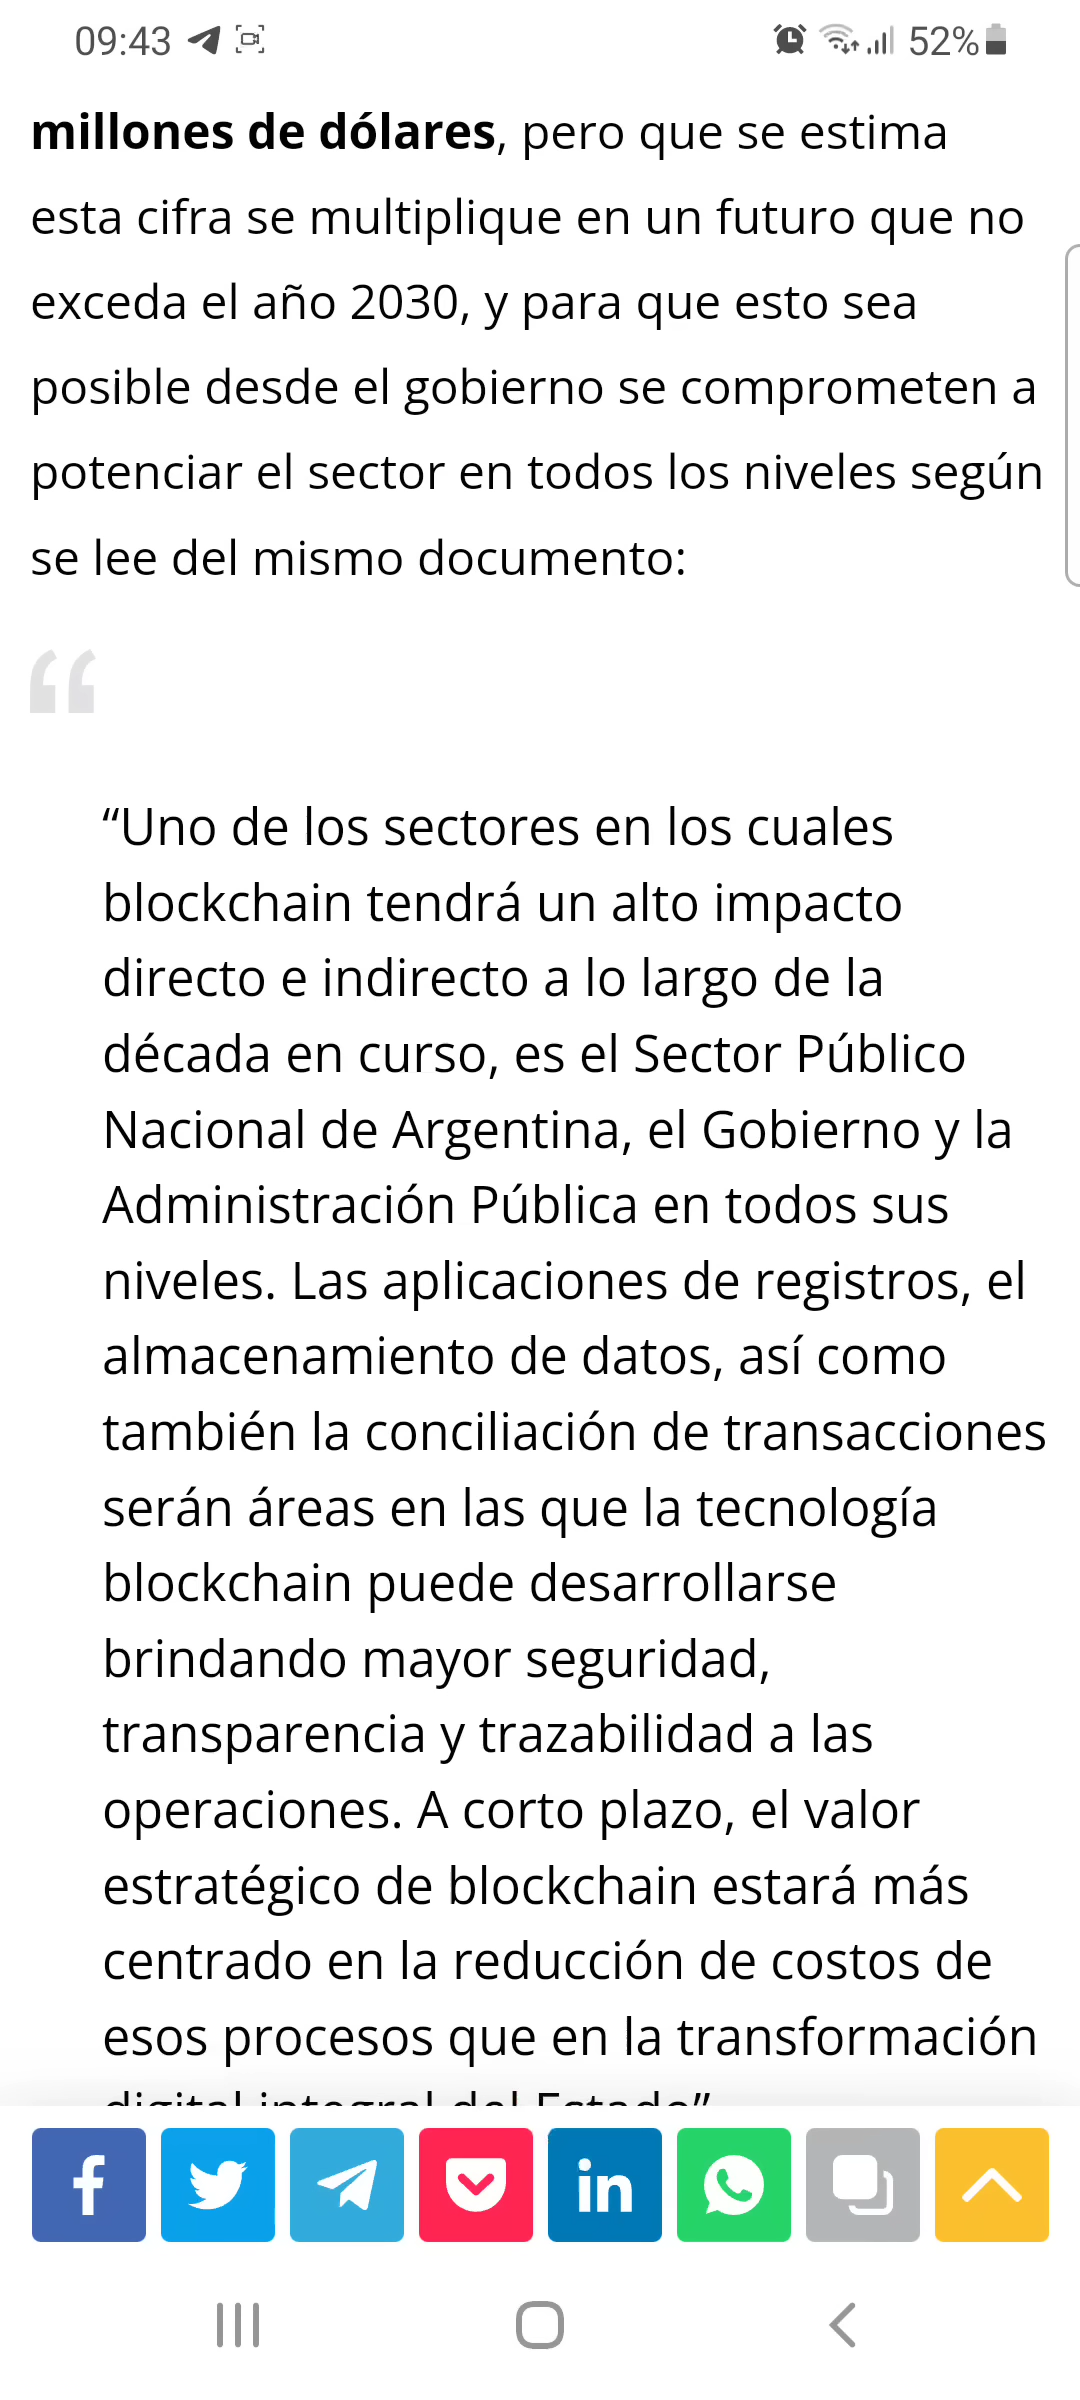 09:43
52%
millones de dólares, pero que se estima
esta cifra se multiplique en un futuro que no
exceda el año 2030, y para que esto sea
posible desde el gobierno se comprometen a
potenciar el sector en todos los niveles según
se lee del mismo documento:
“
“Uno de los sectores en los cuales
blockchain tendrá un alto impacto
directo e indirecto a lo largo de la
década en curso, es el Sector Público
Nacional de Argentina, el Gobierno y la
Administración Pública en todos sus
niveles. Las aplicaciones de registros, el
almacenamiento de datos, así como
también la conciliación de transacciones
serán áreas en las que la tecnología
blockchain puede desarrollarse
brindando mayor seguridad,
transparencia y trazabilidad a las
operaciones. A corto plazo, el valor
estratégico de blockchain estará más
centrado en la reducción de costos de
esos procesos que en la transformación
digital integral del Estado”